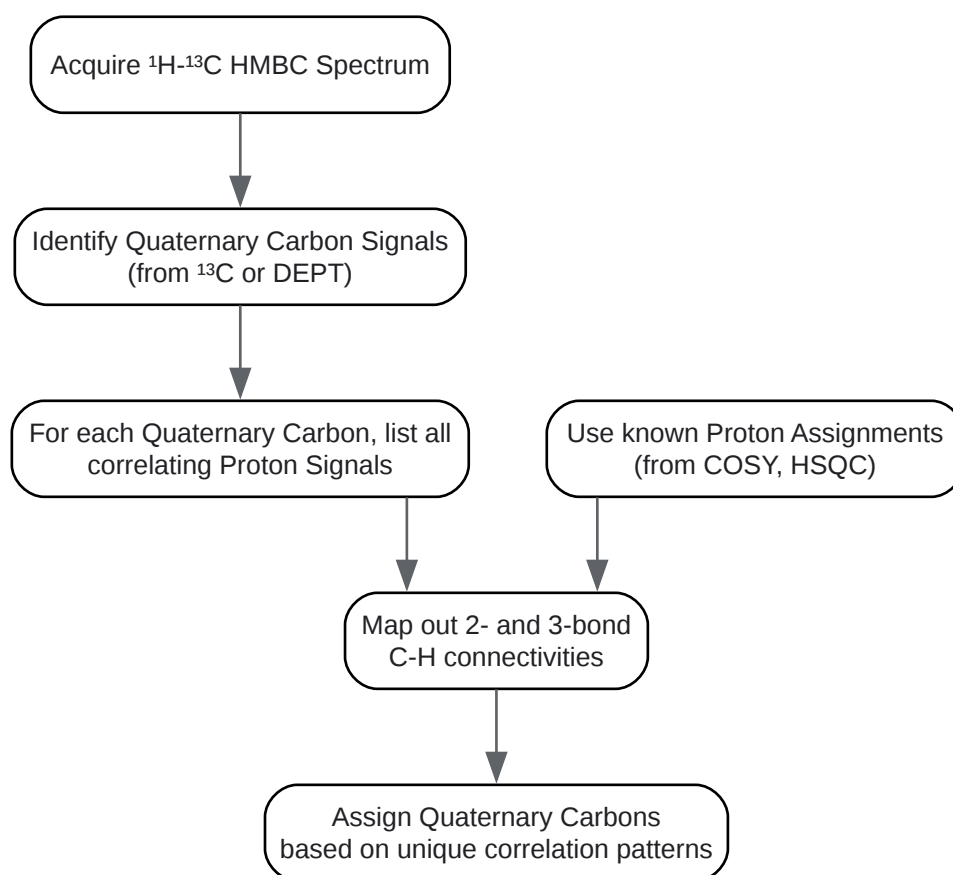 Acquire ¹H-¹³C HMBC Spectrum
Identify Quaternary Carbon Signals
(from ¹³C or DEPT)
For each Quaternary Carbon, list all
correlating Proton Signals
Use known Proton Assignments
(from COSY, HSQC)
Map out 2- and 3-bond
C-H connectivities
Assign Quaternary Carbons
based on unique correlation patterns